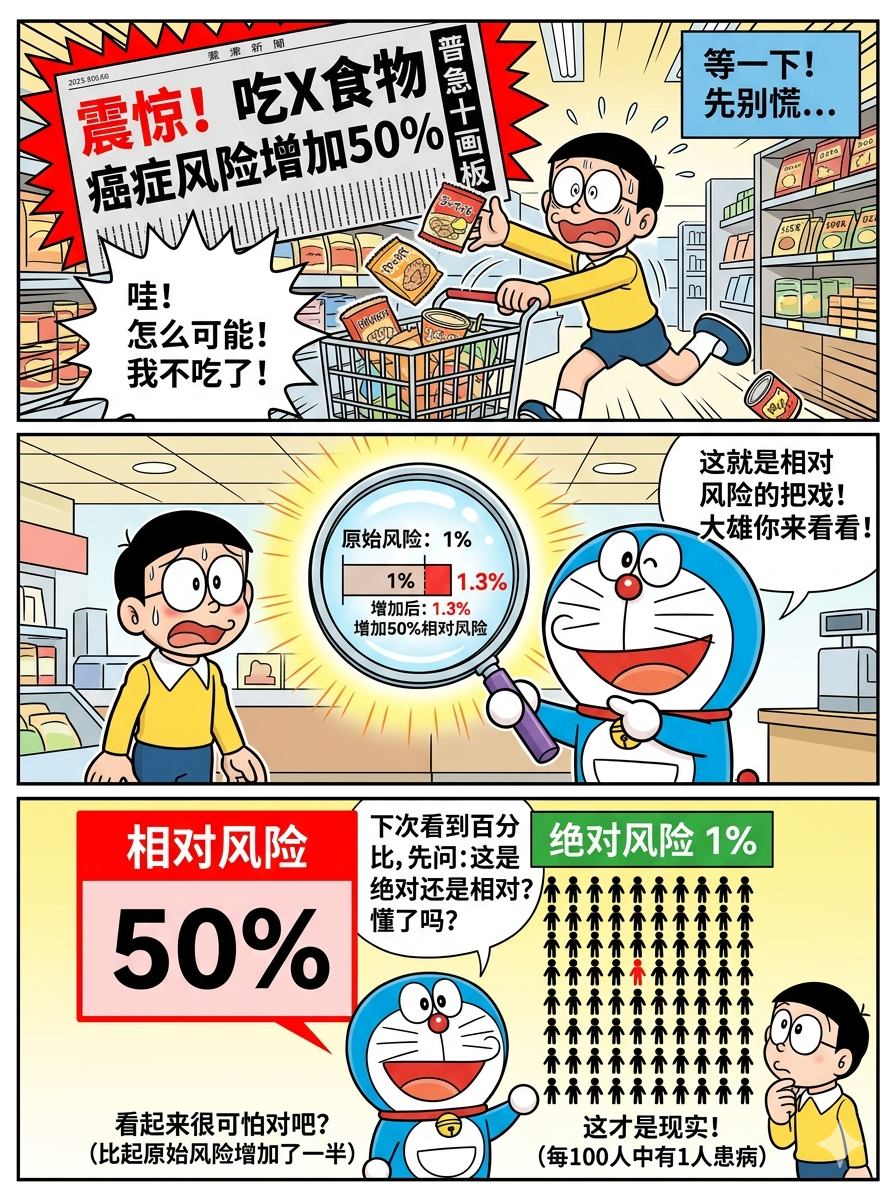 震惊！吃X食物
癌症风险增加50%
普急十画板
等一下！
先别慌...
哇！
怎么可能！
我不吃了！
这就是相对
风险的把戏！
大雄你来看看！
原始风险：1%
1%
1.3%
增加后：1.3%
增加50%相对风险
相对风险
50%
看起来很可怕对吧？
（比起原始风险增加了一半）
下次看到百分
比，先问：这是
绝对还是相对？
懂了吗？
绝对风险 1%
这才是现实！
（每100人中有1人患病）